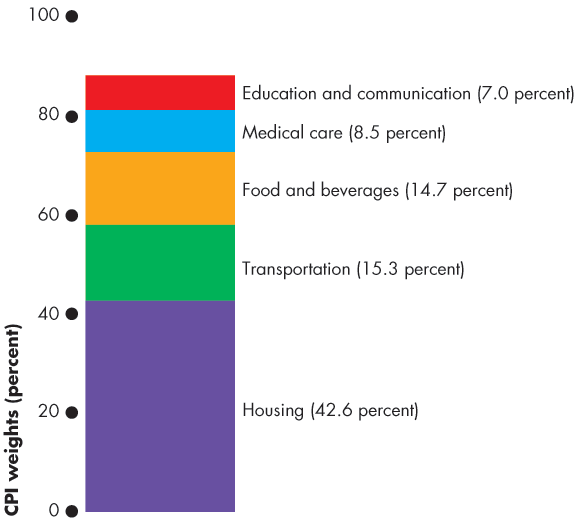 100
Education and communication (7.0 percent)
80
Medical care (8.5 percent)
Food and beverages (14.7 percent)
60
Transportation (15.3 percent)
40
Housing (42.6 percent)
20
0
CPI weights (percent)